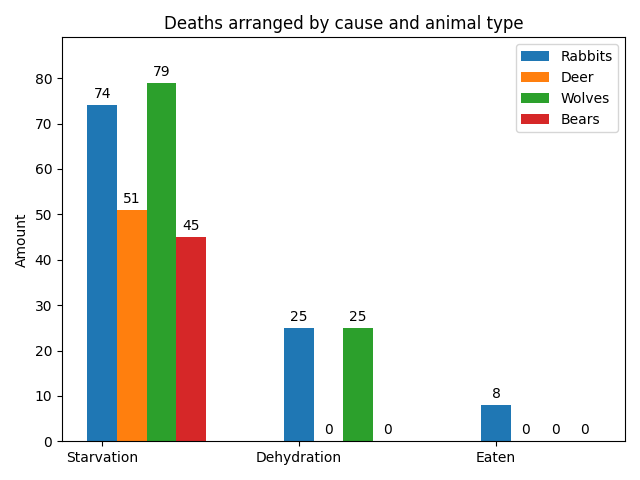 Deaths arranged by cause and animal type
Rabbits
Deer
Wolves
Bears
Amount
80
70
60
50
40
30
20
10
0
74
51
79
45
25
0
25
0
8
0
0
0
Starvation
Dehydration
Eaten